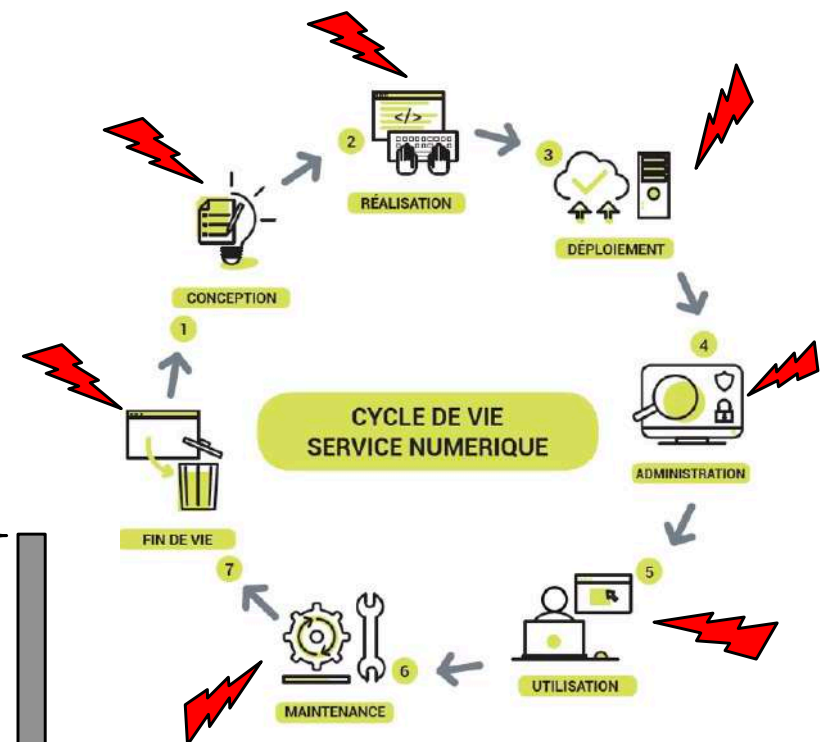 CYCLE DE VIE
SERVICE NUMERIQUE
1
CONCEPTION
2
</>
RÉALISATION
3
DÉPLOIEMENT
4
ADMINISTRATION
5
UTILISATION
6
MAINTENANCE
7
FIN DE VIE